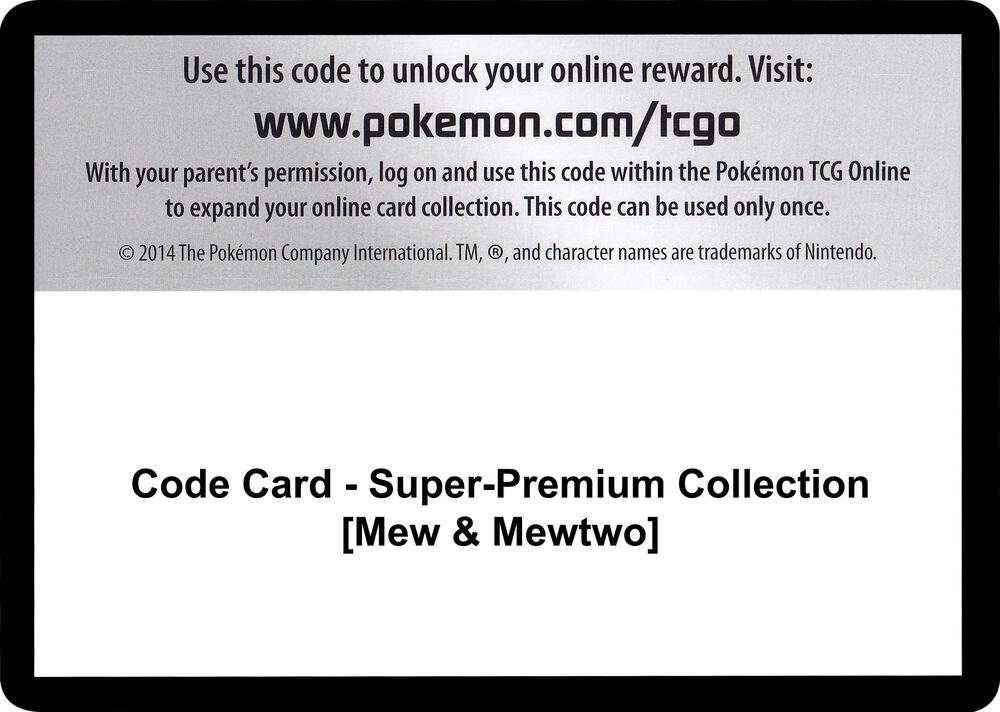 Use this code to unlock your online reward. Visit:
www.pokemon.com/tcgo
With your parent's permission, log on and use this code within the Pokémon TCG Online
to expand your online card collection. This code can be used only once.
© 2014 The Pokémon Company International. TM, ®, and character names are trademarks of Nintendo.
Code Card - Super-Premium Collection
[Mew & Mewtwo]